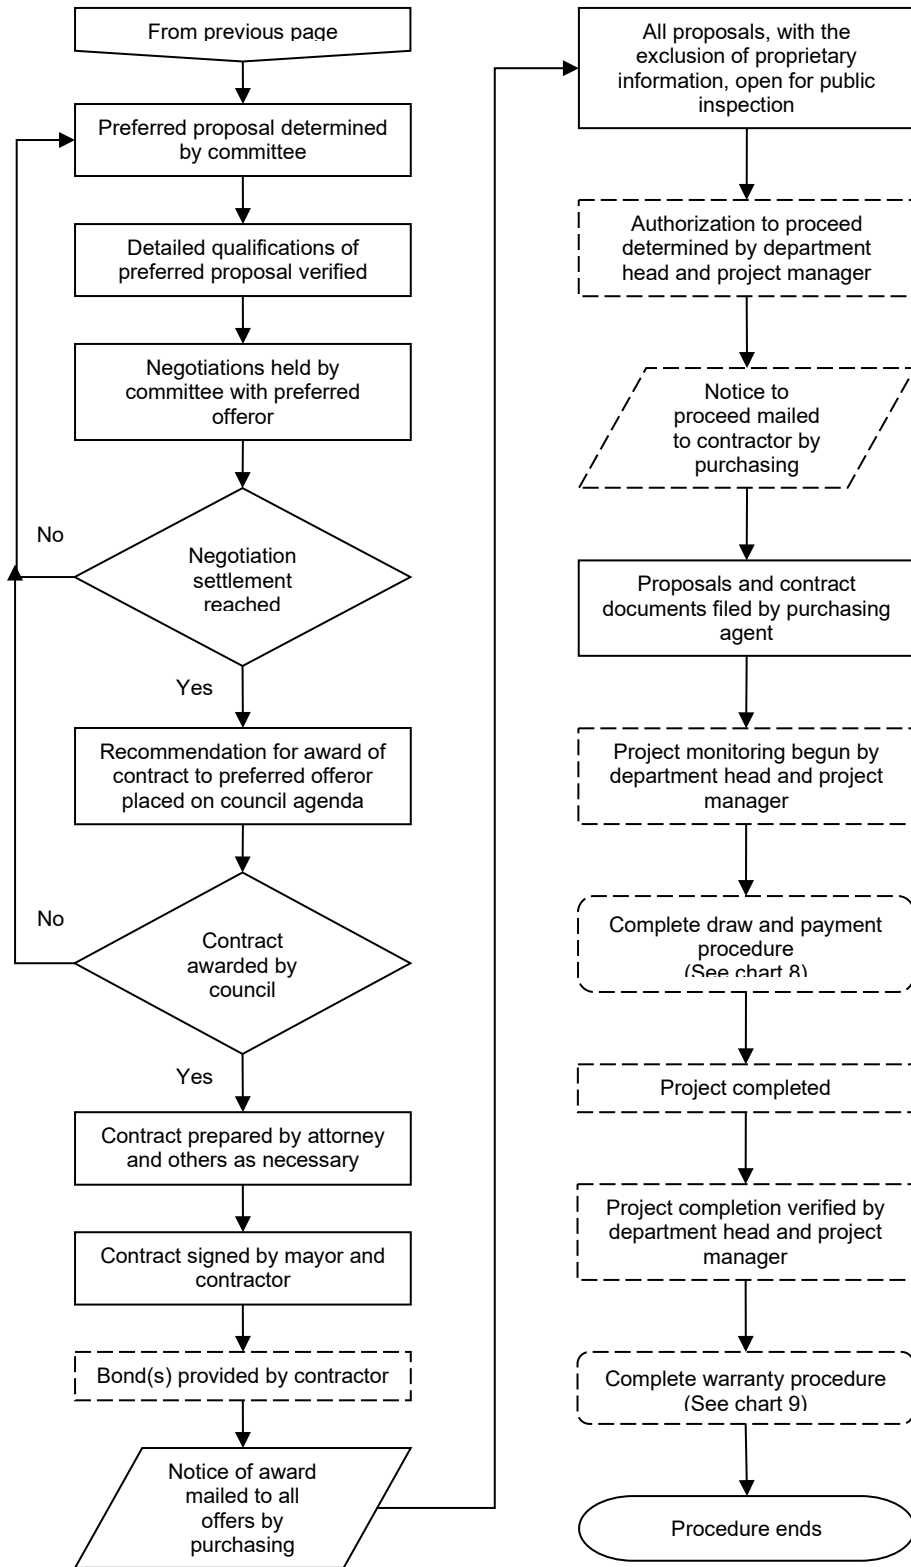 From previous page
Preferred proposal determined
by committee
Detailed qualifications of
preferred proposal verified
Negotiations held by
committee with preferred
offeror
No
Negotiation
settlement
reached
Yes
Recommendation for award of
contract to preferred offeror
placed on council agenda
No
Contract
awarded by
council
Yes
Contract prepared by attorney
and others as necessary
Contract signed by mayor and
contractor
Bond(s) provided by contractor
Notice of award
mailed to all
offers by
purchasing
All proposals, with the
exclusion of proprietary
information, open for public
inspection
Authorization to proceed
determined by department
head and project manager
Notice to
proceed mailed
to contractor by
purchasing
Proposals and contract
documents filed by purchasing
agent
Project monitoring begun by
department head and project
manager
Complete draw and payment
procedure
(See chart 8)
Project completed
Project completion verified by
department head and project
manager
Complete warranty procedure
(See chart 9)
Procedure ends